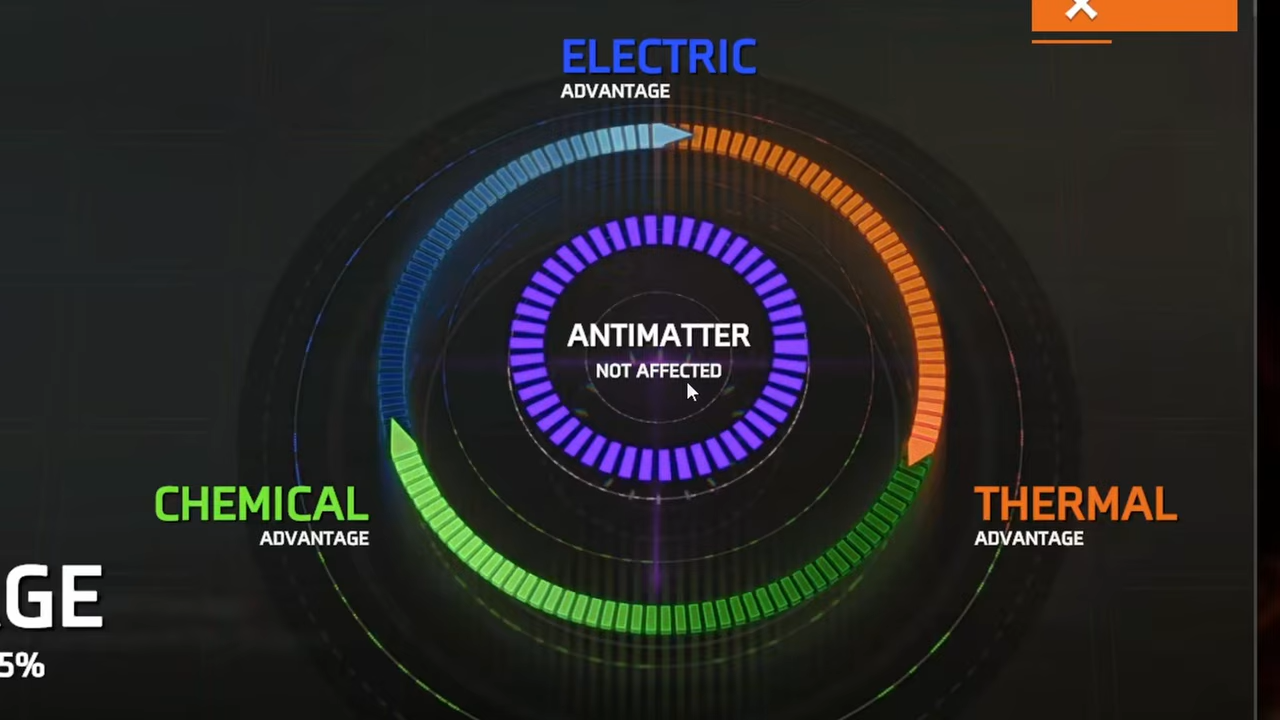 ELECTRIC
ADVANTAGE
ANTIMATTER
NOT AFFECTED
CHEMICAL
ADVANTAGE
THERMAL
ADVANTAGE
GE
5%